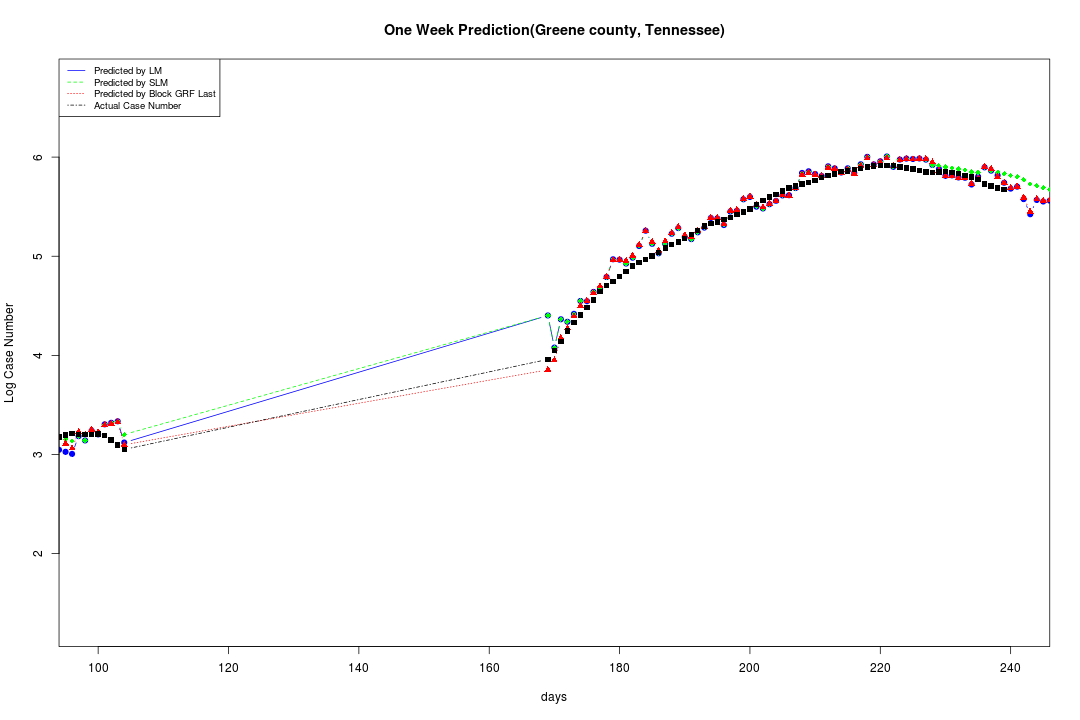 One Week Prediction(Greene county, Tennessee)
Predicted by LM
Predicted by SLM
Predicted by Block GRF Last
Actual Case Number
Log Case Number
6
5
4
3
2
100 120 140 160 180 200 220 240
days